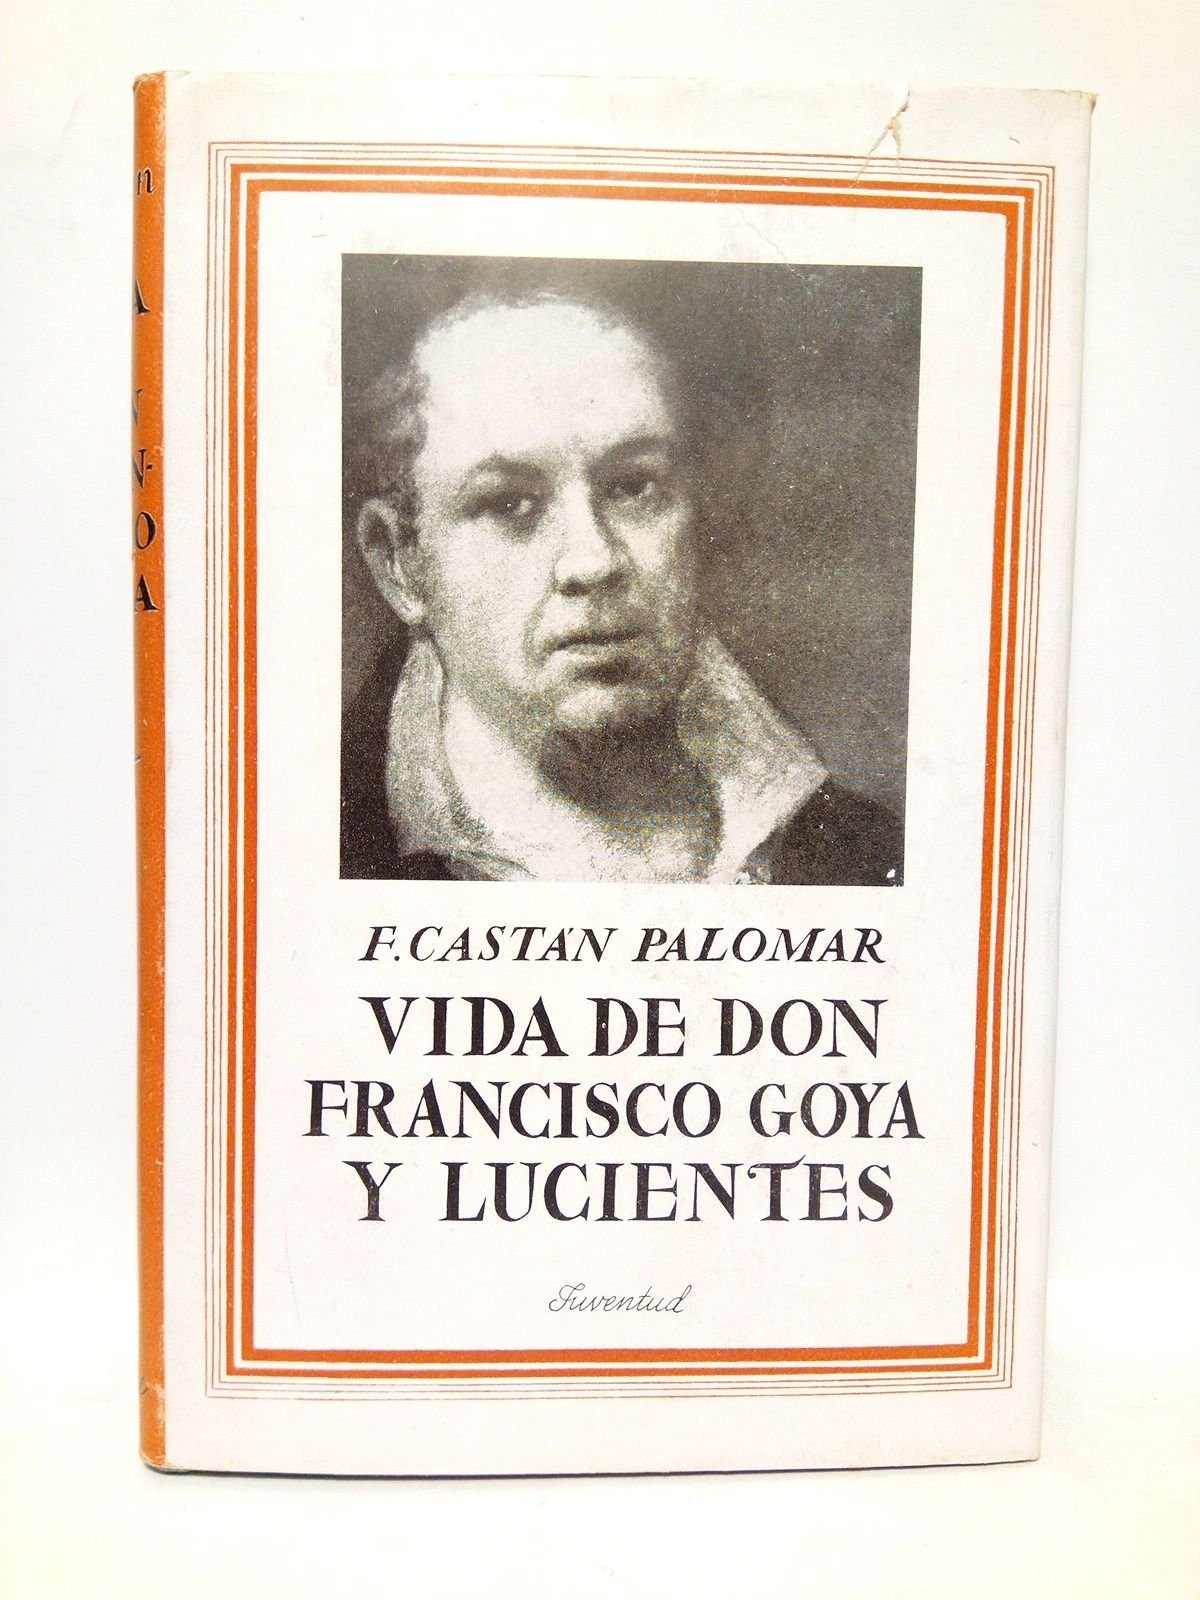 F. CASTÁN PALOMAR
VIDA DE DON
FRANCISCO GOYA
Y LUCIENTES
Juventud